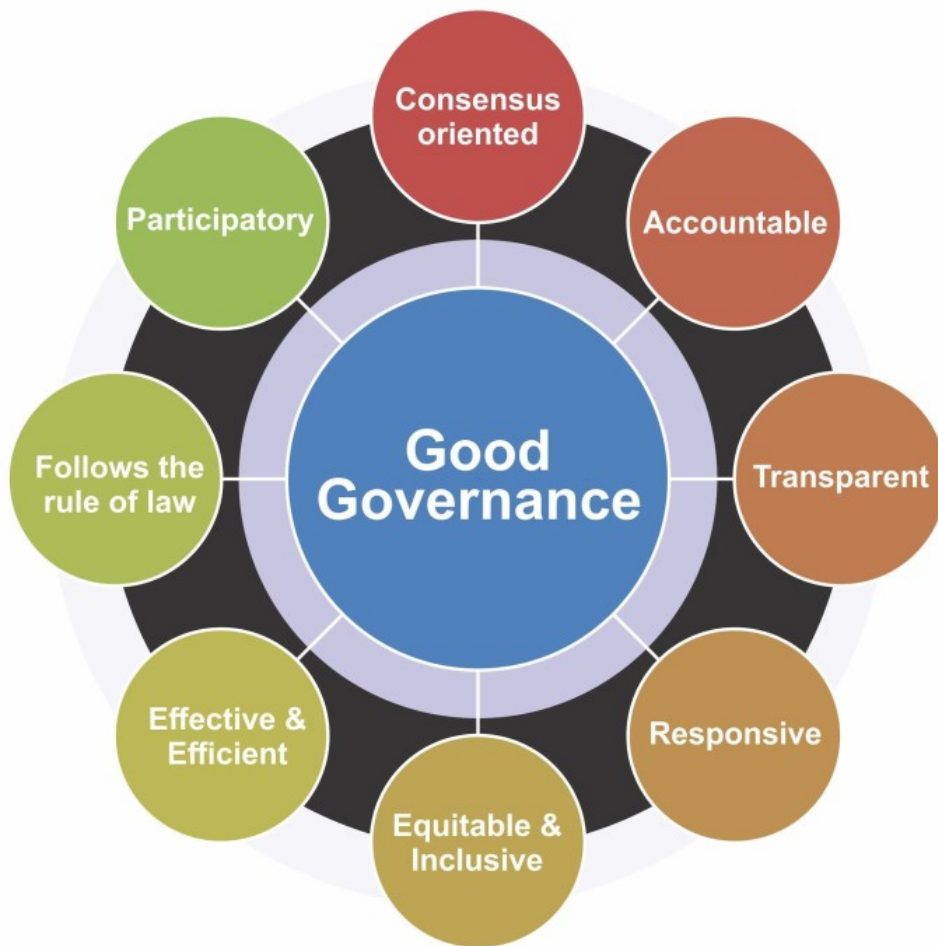 Consensus
oriented
Accountable
Transparent
Responsive
Equitable &
Inclusive
Effective &
Efficient
Follows the
rule of law
Participatory
Good
Governance